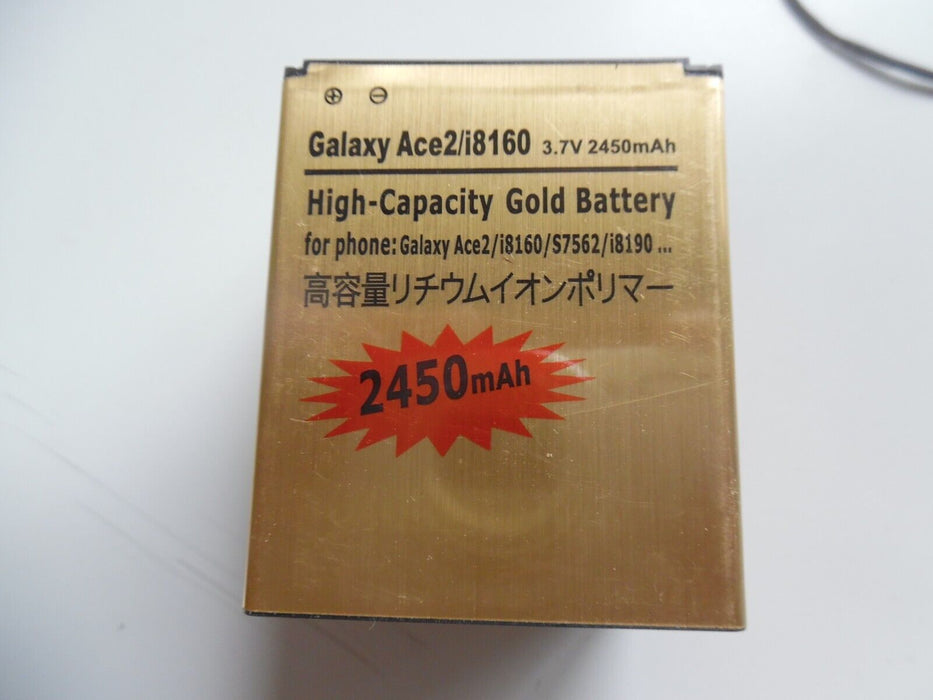 ⊕ ⊖
Galaxy Ace2/i8160 3.7V 2450mAh
High-Capacity Gold Battery
for phone: Galaxy Ace2/i8160/S7562/i8190 ...
高容量リチウムイオンポリマー
2450mAh